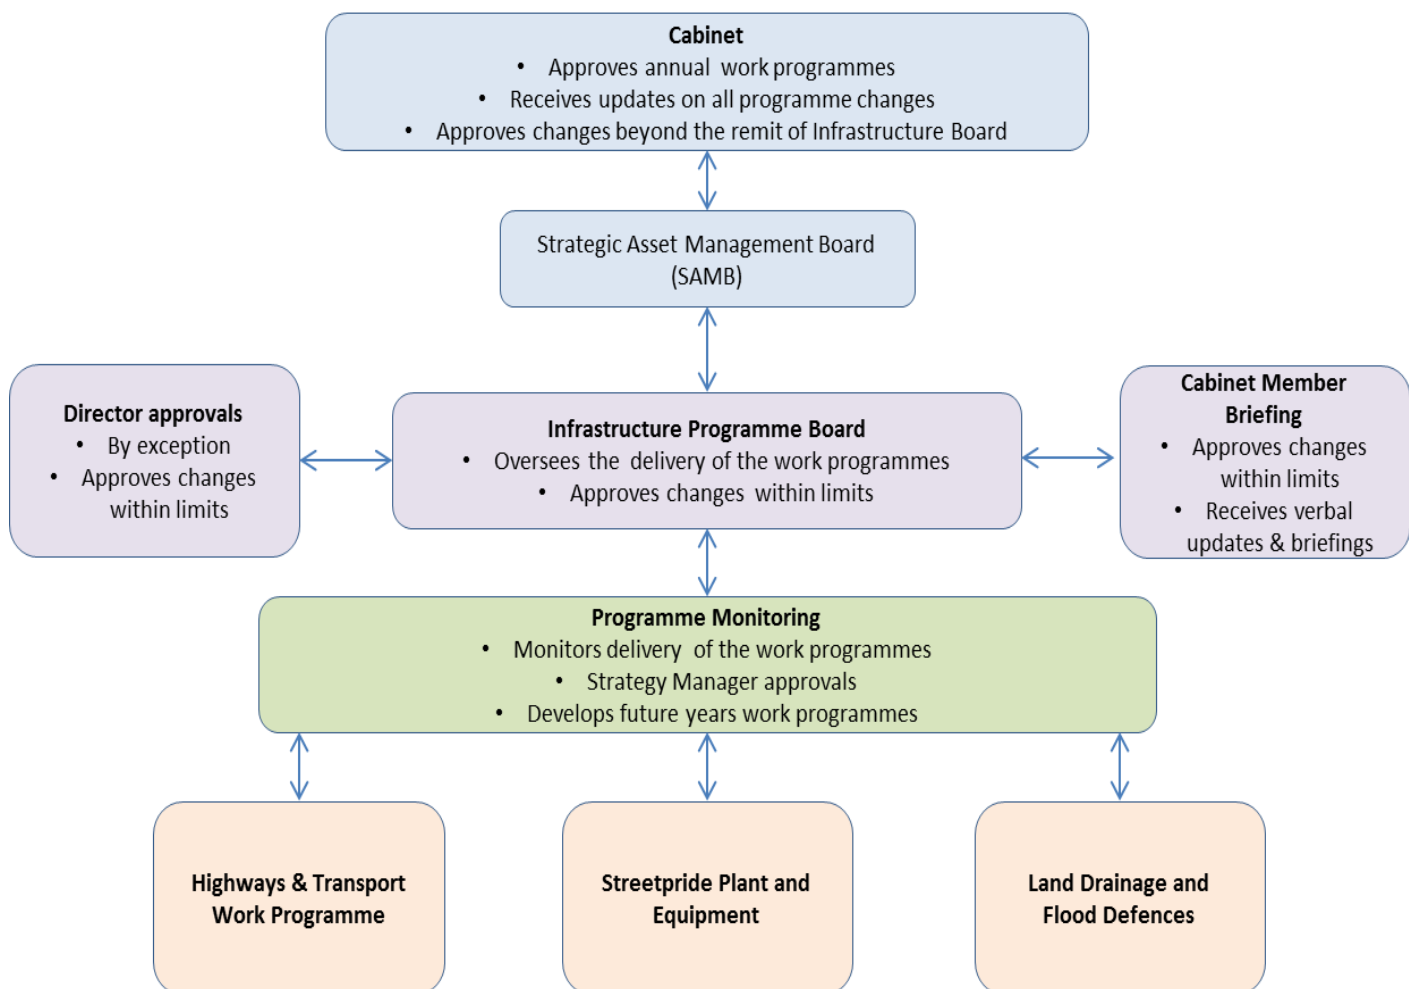 Cabinet
• Approves annual work programmes
• Receives updates on all programme changes
• Approves changes beyond the remit of Infrastructure Board
Strategic Asset Management Board
(SAMB)
Director approvals
• By exception
• Approves changes
within limits
Infrastructure Programme Board
• Oversees the delivery of the work programmes
• Approves changes within limits
Cabinet Member
Briefing
• Approves changes
within limits
• Receives verbal
updates & briefings
Programme Monitoring
• Monitors delivery of the work programmes
• Strategy Manager approvals
• Develops future years work programmes
Highways & Transport
Work Programme
Streetpride Plant and
Equipment
Land Drainage and
Flood Defences